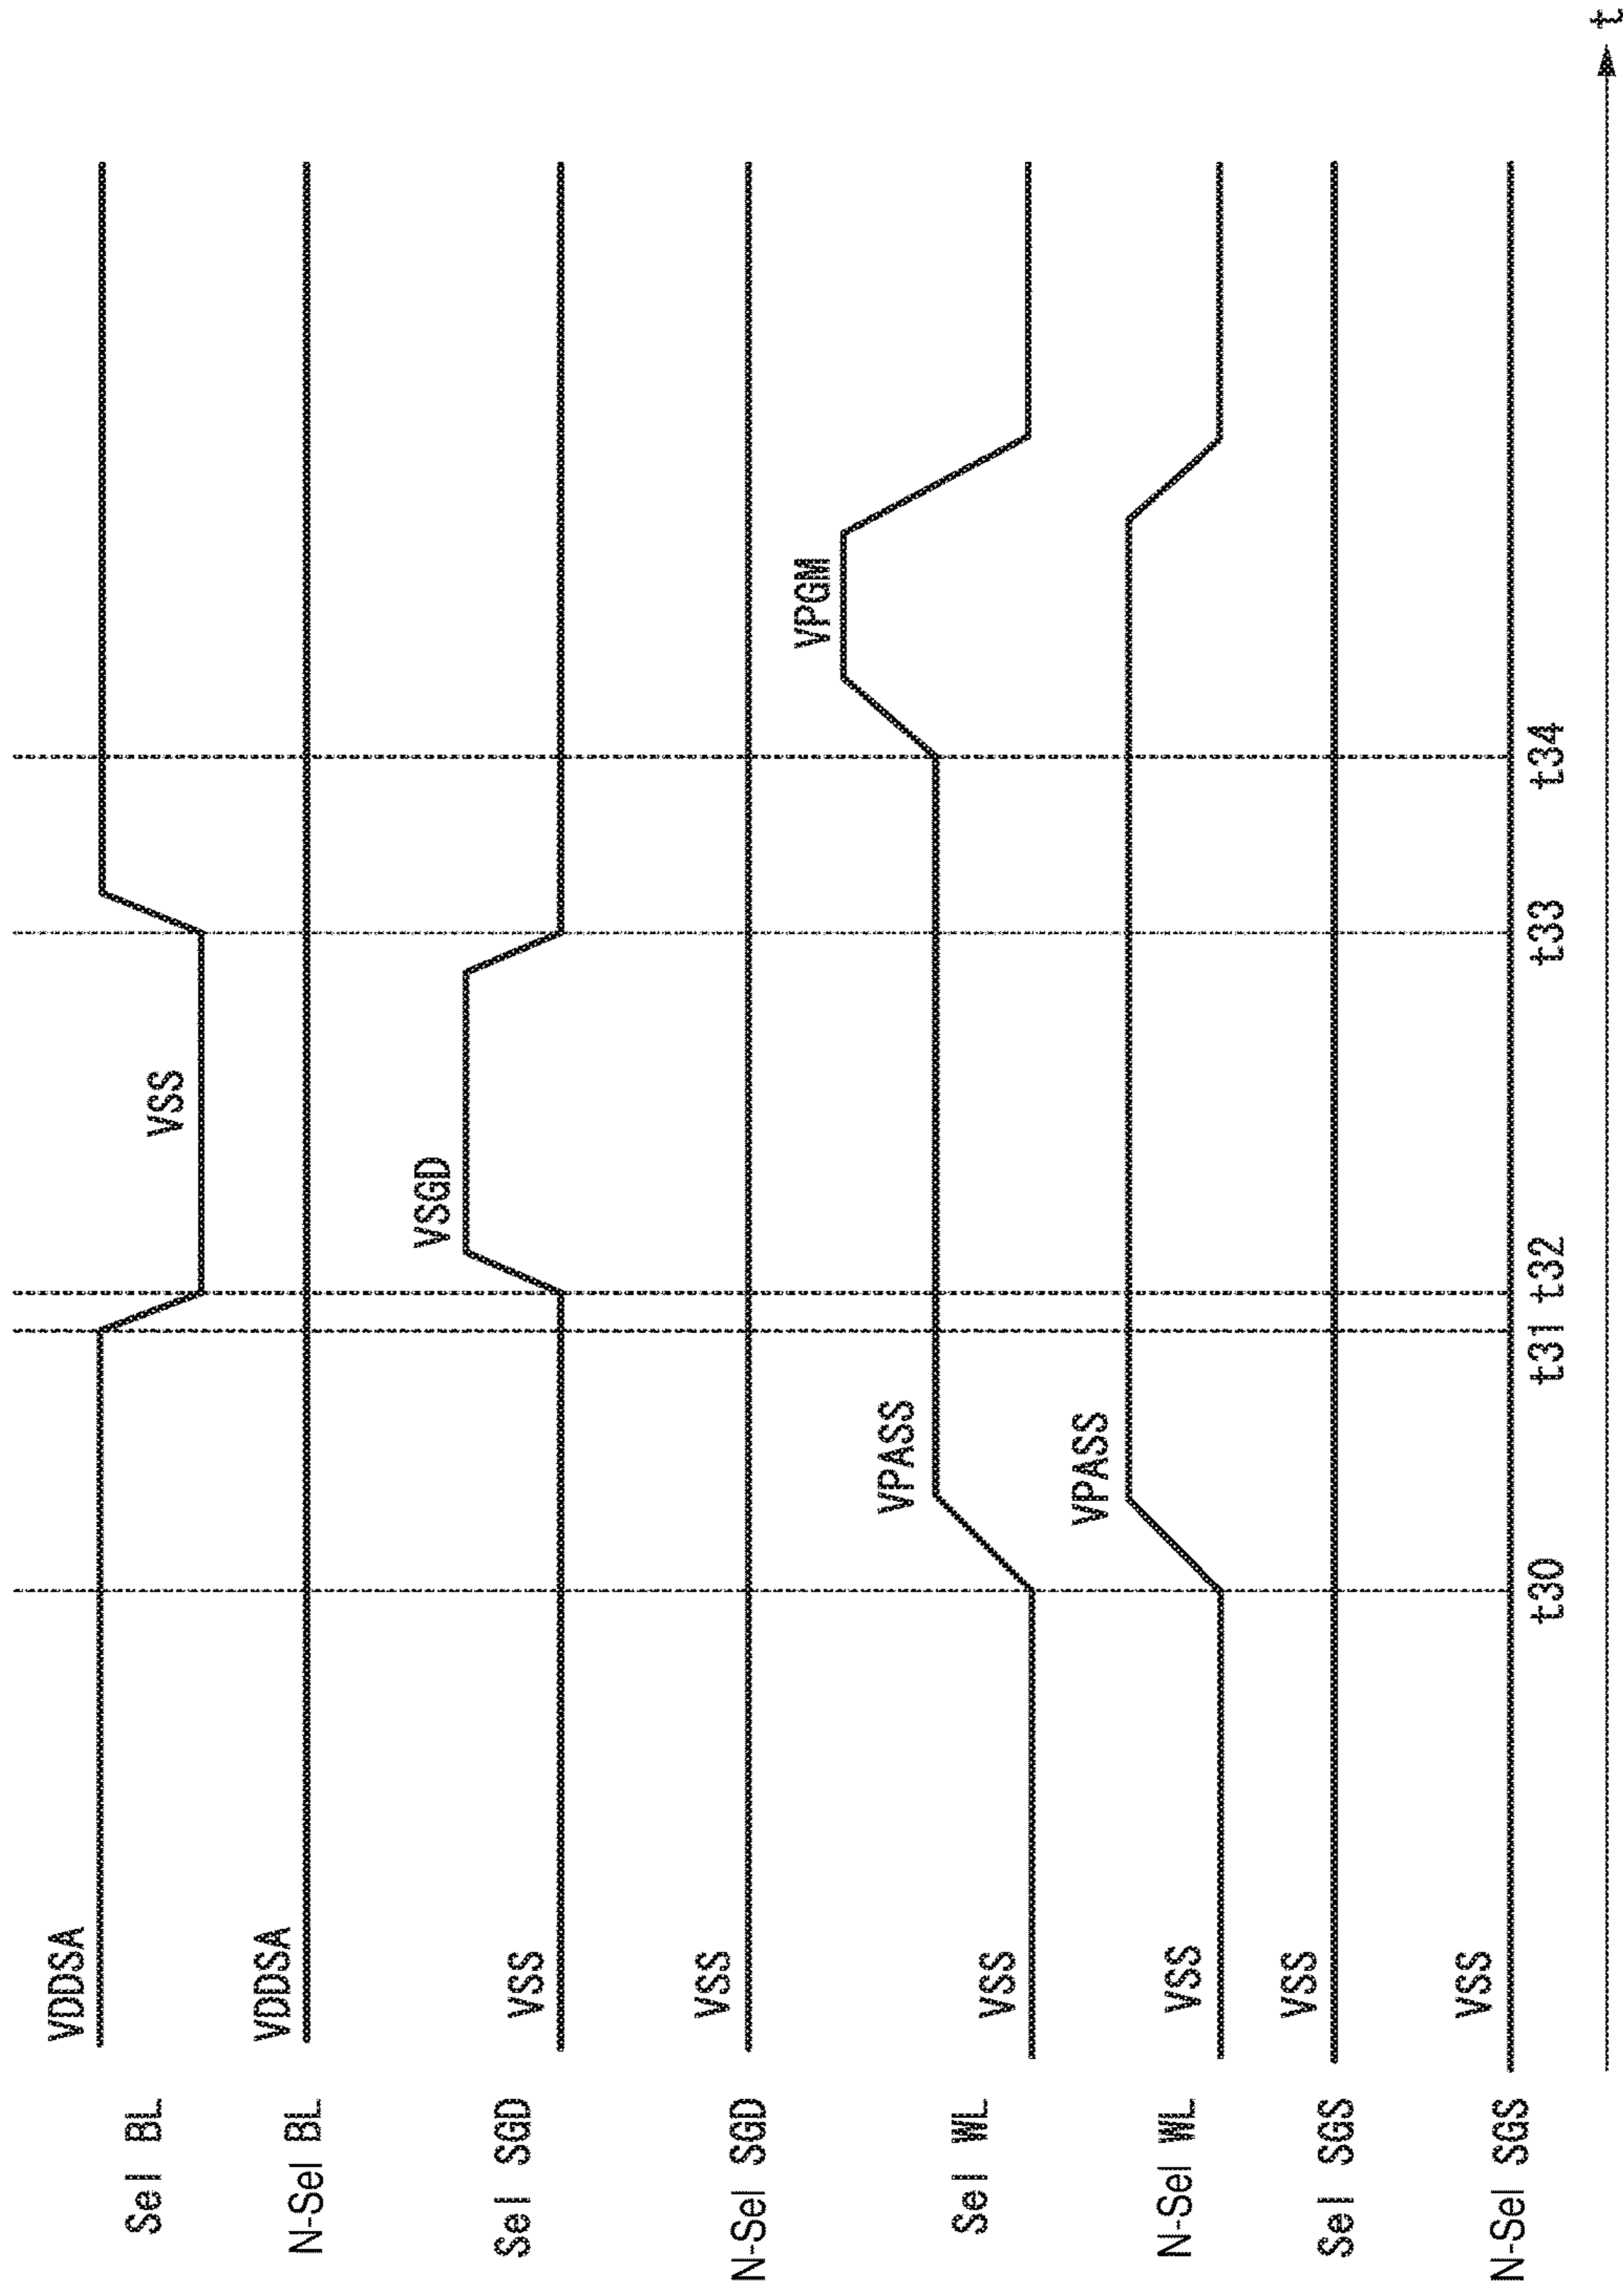 Sel BL
VDDSA
VSS
N-Sel BL
VDDSA
Sel SGD
VSS
VSGD
N-Sel SGD
VSS
Sel WL
VSS
VPASS
VPGM
N-Sel WL
VSS
VPASS
Sel SGS
VSS
N-Sel SGS
VSS
t30 t31 t32 t33 t34
t